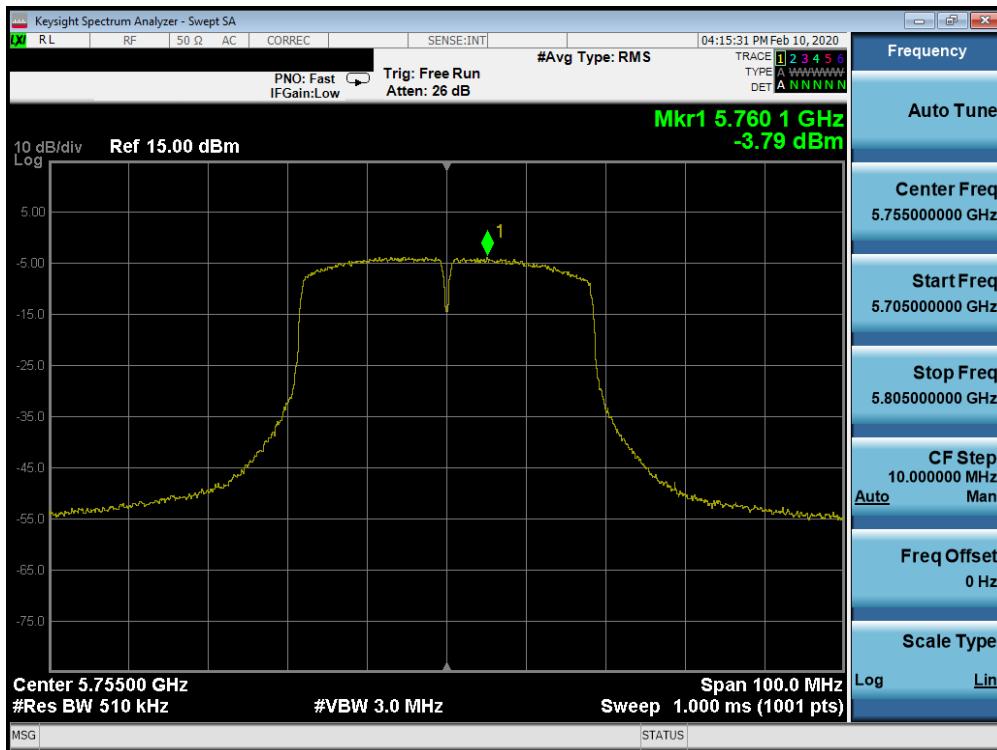 Keysight Spectrum Analyzer - Swept SA
LXI RL RF 50 Ω AC CORREC SENSE:INT 04:15:31 PM Feb 10, 2020
#Avg Type: RMS
TRACE 1 2 3 4 5 6
PNO: Fast Trig: Free Run
TYPE A WWWWW
IFGain:Low Atten: 26 dB
DET A N N N N N
Mkr1 5.760 1 GHz
-3.79 dBm
10 dB/div Ref 15.00 dBm
Log
1
5.00
-5.00
-15.0
-25.0
-35.0
-45.0
-55.0
-65.0
-75.0
Center 5.75500 GHz Span 100.0 MHz
#Res BW 510 kHz #VBW 3.0 MHz Sweep 1.000 ms (1001 pts)
MSG STATUS
Frequency
Auto Tune
Center Freq
5.755000000 GHz
Start Freq
5.705000000 GHz
Stop Freq
5.805000000 GHz
CF Step
10.000000 MHz
Auto Man
Freq Offset
0 Hz
Scale Type
Log Lin